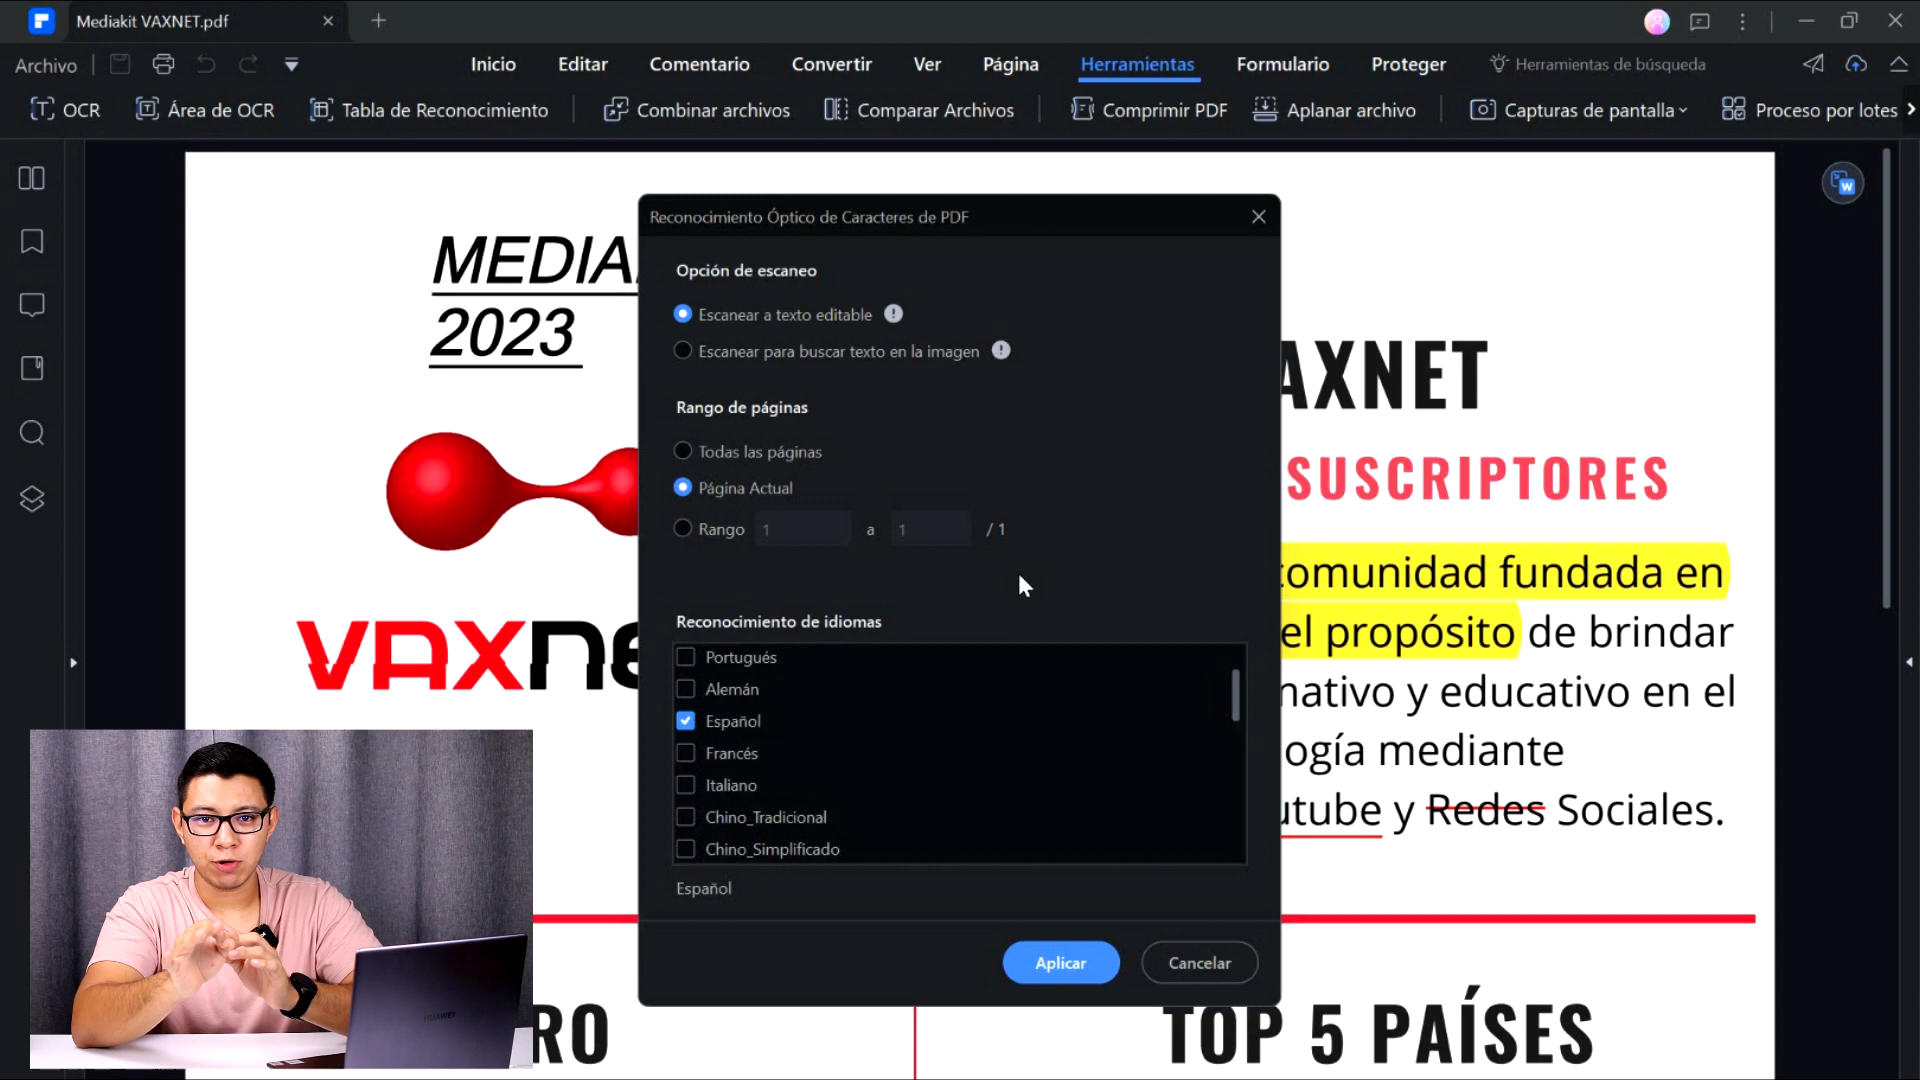 Mediakit VAXNET.pdf
Archivo
Inicio
Editar
Comentario
Convertir
Ver
Página
Herramientas
Formulario
Proteger
Herramientas de búsqueda
OCR
Área de OCR
Tabla de Reconocimiento
Combinar archivos
Comparar Archivos
Comprimir PDF
Aplanar archivo
Capturas de pantalla
Proceso por lotes
MEDIA
2023
VAXNE
Reconocimiento Óptico de Caracteres de PDF
Opción de escaneo
Escanear a texto editable
Escanear para buscar texto en la imagen
Rango de páginas
Todas las páginas
Página Actual
Rango 1 a 1 / 1
Reconocimiento de idiomas
Portugués
Alemán
Español
Francés
Italiano
Chino_Tradicional
Chino_Simplificado
Español
Aplicar
Cancelar
AXNET
SUSCRIPTORES
comunidad fundada en
el propósito de brindar
mativo y educativo en el
ogía mediante
utube y Redes Sociales.
RO
TOP 5 PAÍSES
HUAWEI